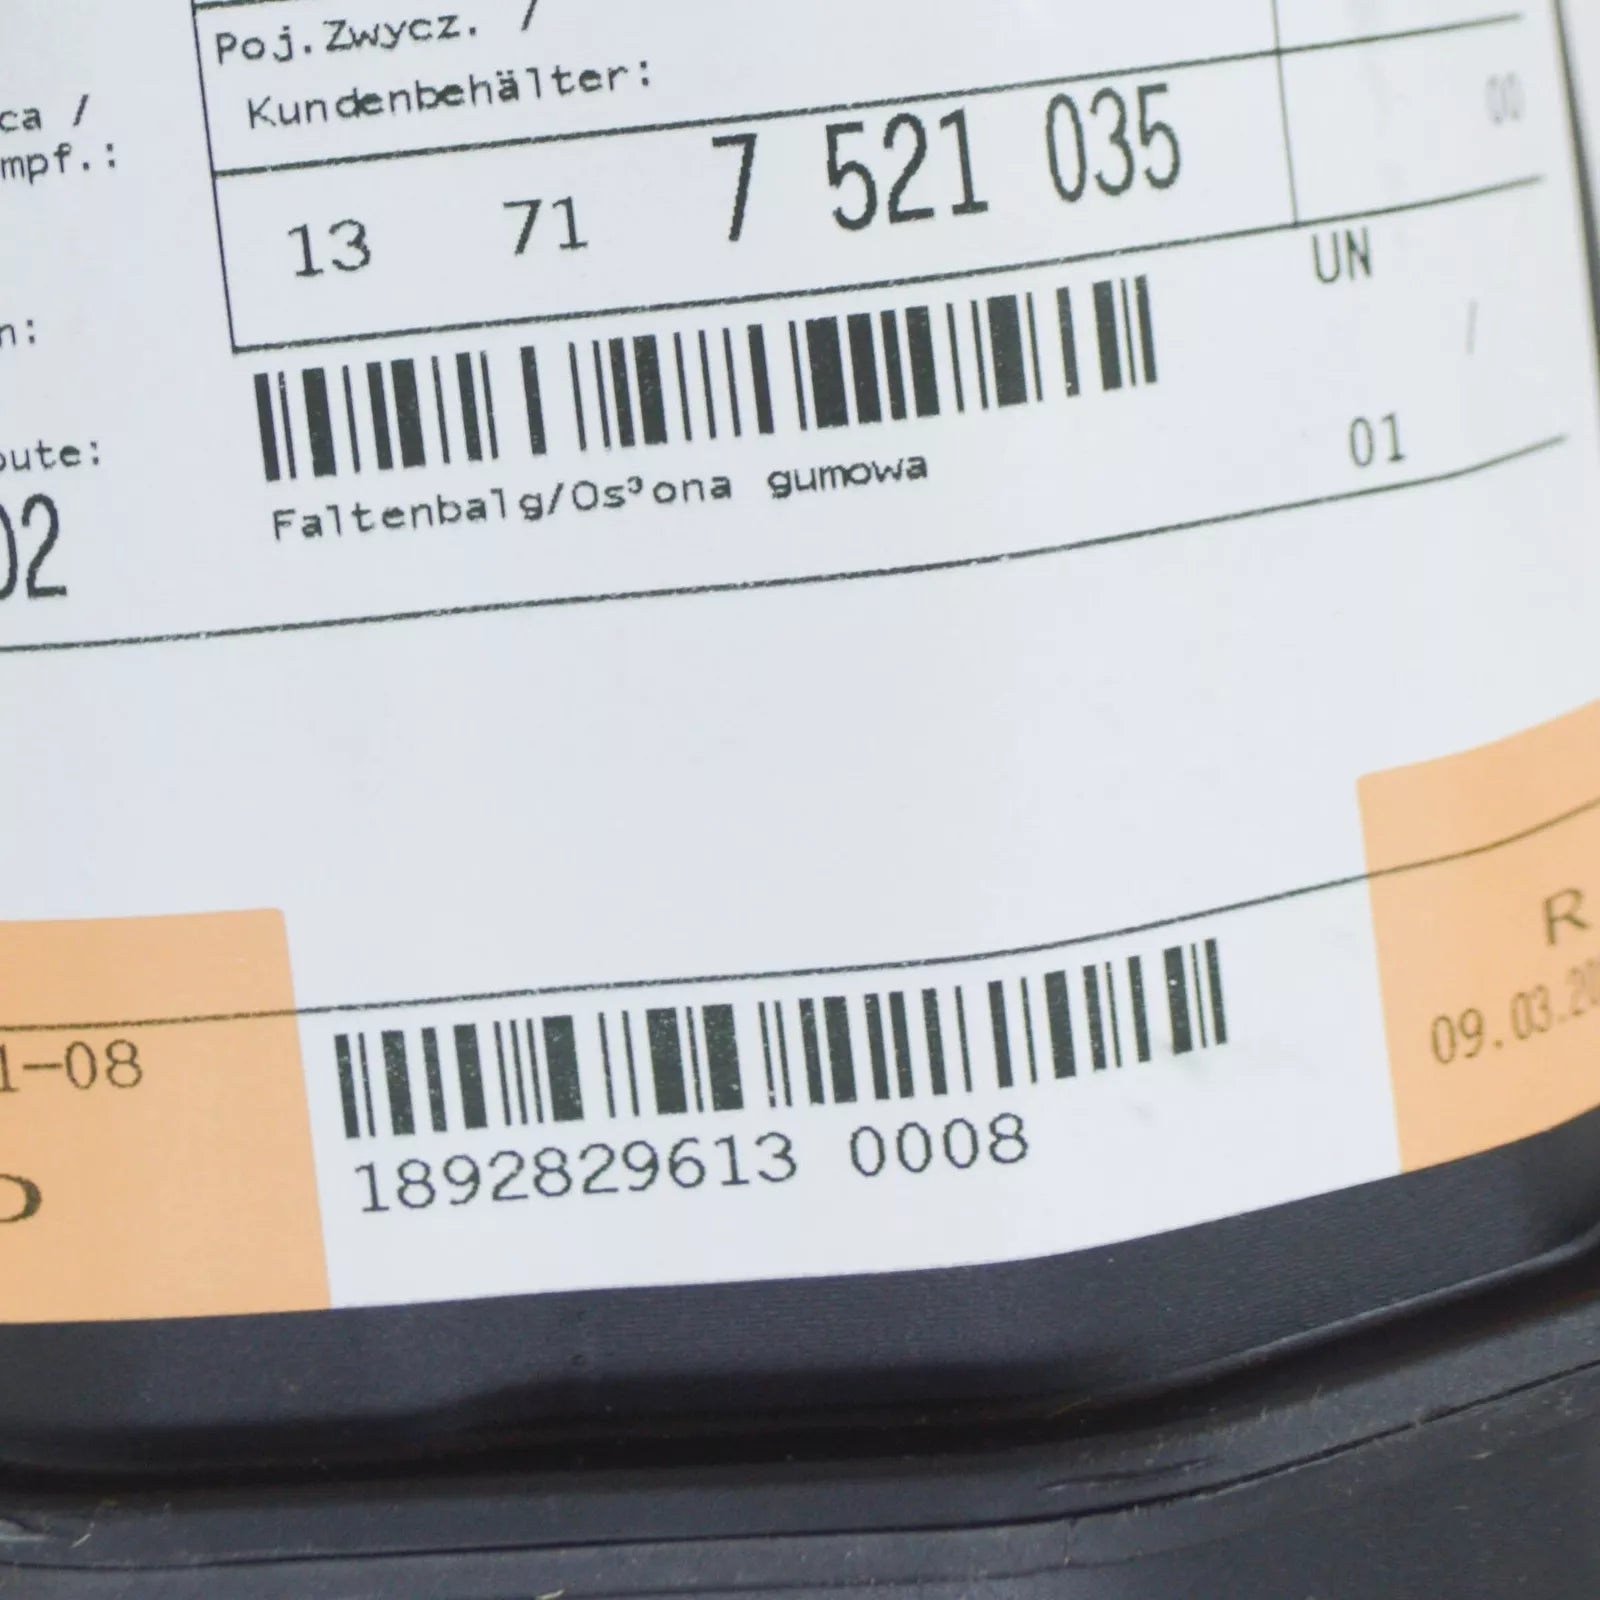 Poj.Zwycz. /
Kundenbehälter:
ca /
mpf.:
13 71 7 521 035
00
UN
n:
/
01
oute:
Faltenbalg/Os³ona gumowa
02
R
09.03.20
1-08
1892829613 0008
D